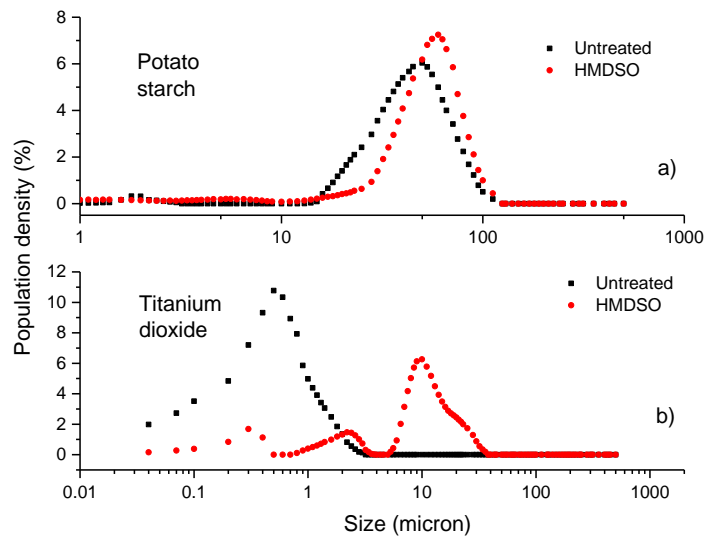 8
6
4
2
0
Potato
starch
Untreated
HMDSO
a)
1
10
100
1000
Population density (%)
12
10
8
6
4
2
0
Titanium
dioxide
Untreated
HMDSO
b)
0.01
0.1
1
10
100
1000
Size (micron)